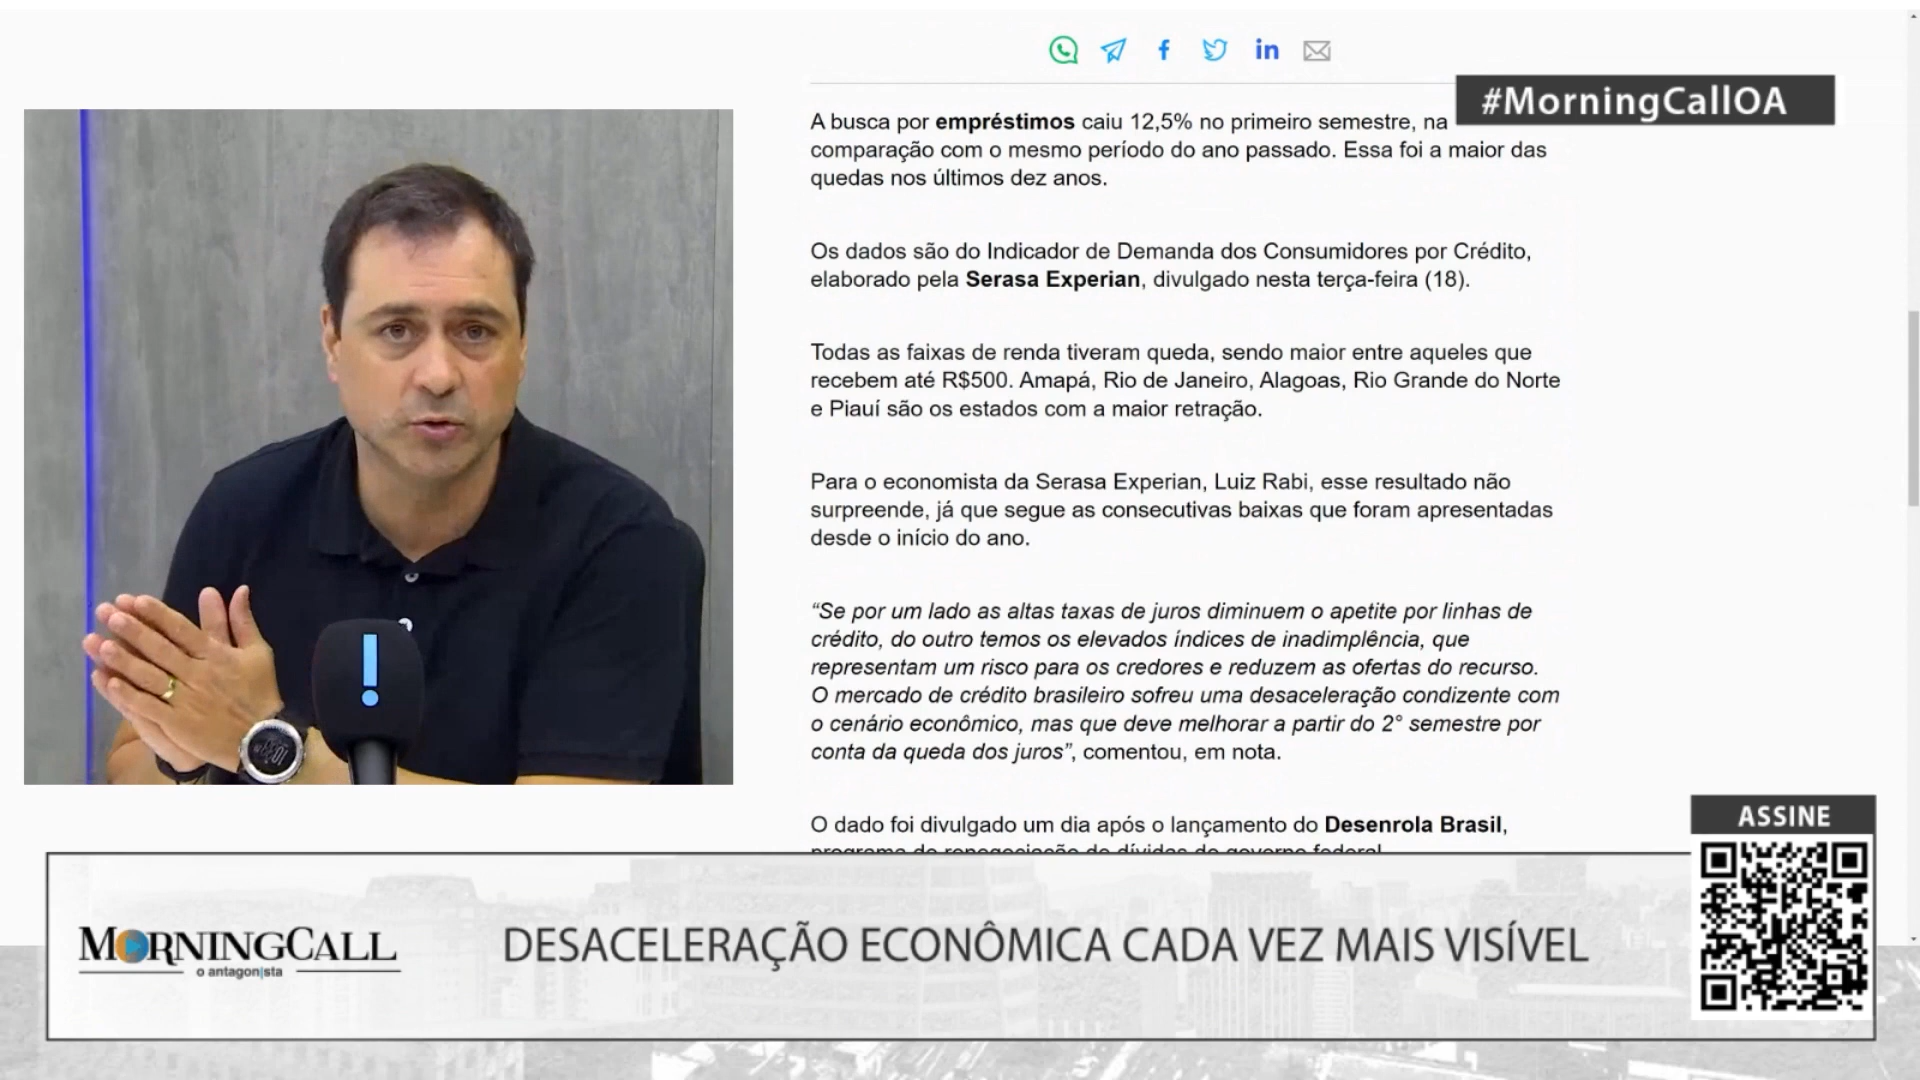 #MorningCallOA
A busca por empréstimos caiu 12,5% no primeiro semestre, na
comparação com o mesmo período do ano passado. Essa foi a maior das
quedas nos últimos dez anos.
Os dados são do Indicador de Demanda dos Consumidores por Crédito,
elaborado pela Serasa Experian, divulgado nesta terça-feira (18).
Todas as faixas de renda tiveram queda, sendo maior entre aqueles que
recebem até R$500. Amapá, Rio de Janeiro, Alagoas, Rio Grande do Norte
e Piauí são os estados com a maior retração.
Para o economista da Serasa Experian, Luiz Rabi, esse resultado não
surpreende, já que segue as consecutivas baixas que foram apresentadas
desde o início do ano.
“Se por um lado as altas taxas de juros diminuem o apetite por linhas de
crédito, do outro temos os elevados índices de inadimplência, que
representam um risco para os credores e reduzem as ofertas do recurso.
O mercado de crédito brasileiro sofreu uma desaceleração condizente com
o cenário econômico, mas que deve melhorar a partir do 2° semestre por
conta da queda dos juros”, comentou, em nota.
O dado foi divulgado um dia após o lançamento do Desenrola Brasil,
programa de renegociação de dívidas do governo federal.
ASSINE
MORNINGCALL
o antagonista
DESACELERAÇÃO ECONÔMICA CADA VEZ MAIS VISÍVEL